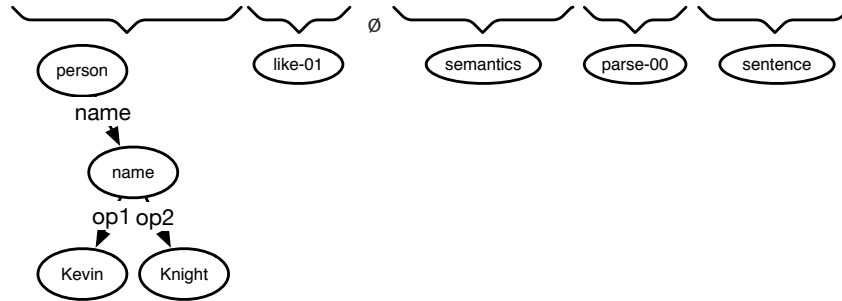 ∅
person like-01 semantics parse-00 sentence
name
name
op1 op2
Kevin Knight